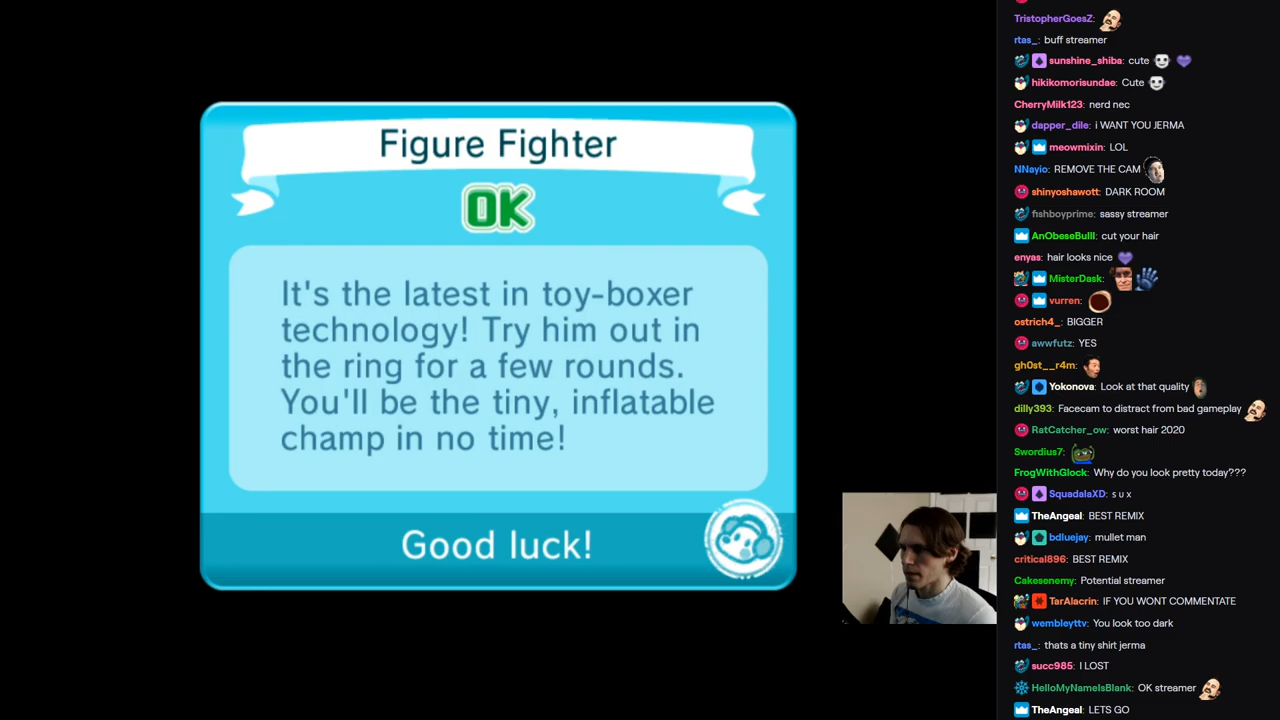 Figure Fighter
OK
It's the latest in toy-boxer
technology! Try him out in
the ring for a few rounds.
You'll be the tiny, inflatable
champ in no time!
Good luck!
TristopherGoesZ:
rtas_: buff streamer
sunshine_shiba: cute
hikikomorisundae: Cute
CherryMilk123: nerd nec
dapper_dile: i WANT YOU JERMA
meowmixin: LOL
NNayio: REMOVE THE CAM
shinyoshawott: DARK ROOM
fishboyprime: sassy streamer
AnObeseBulll: cut your hair
enyas: hair looks nice
MisterDask:
vurren:
ostrich4_: BIGGER
awwfutz: YES
gh0st__r4m:
Yokonova: Look at that quality
dilly393: Facecam to distract from bad gameplay
RatCatcher_ow: worst hair 2020
Swordius7:
FrogWithGlock: Why do you look pretty today???
SquadalaXD: s u x
TheAngeal: BEST REMIX
bdluejay: mullet man
critical896: BEST REMIX
Cakesenemy: Potential streamer
TarAlacrin: IF YOU WONT COMMENTATE
wembleyttv: You look too dark
rtas_: thats a tiny shirt jerma
succ985: I LOST
HelloMyNameIsBlank: OK streamer
TheAngeal: LETS GO